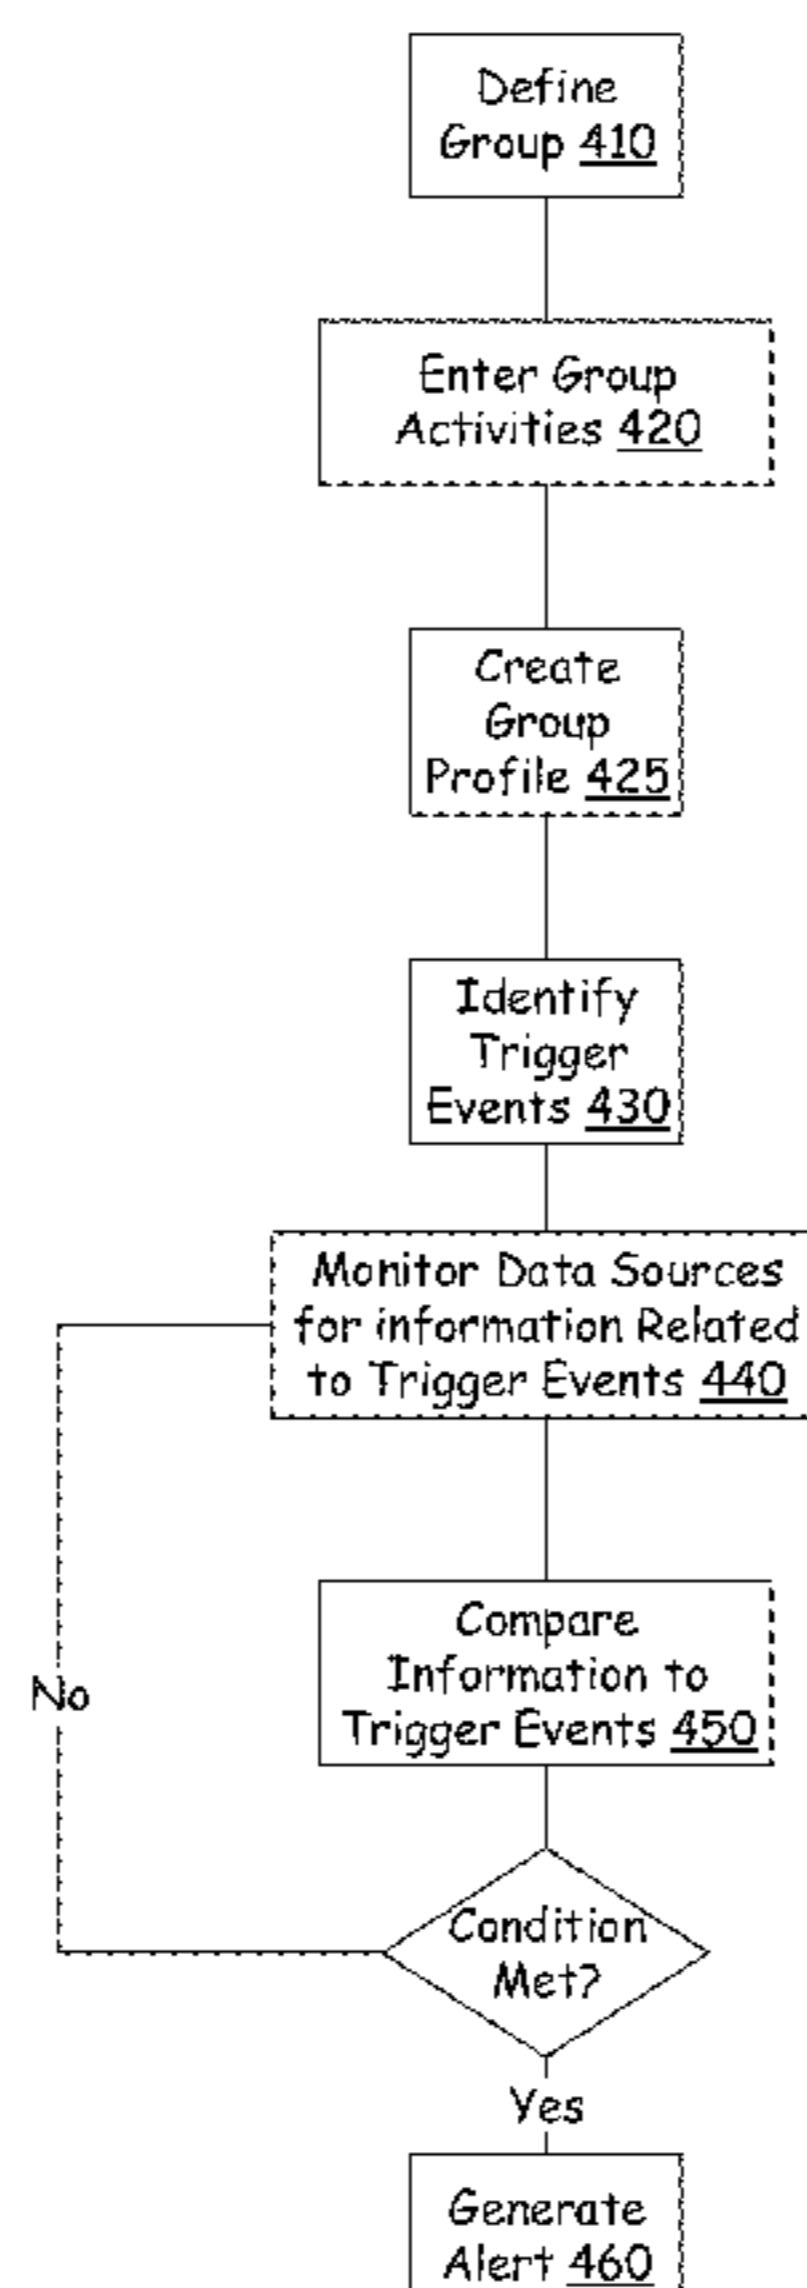 Define
Group 410
Enter Group
Activities 420
Create
Group
Profile 425
Identify
Trigger
Events 430
Monitor Data Sources
for information Related
to Trigger Events 440
Compare
Information to
Trigger Events 450
No
Condition
Met?
Yes
Generate
Alert 460